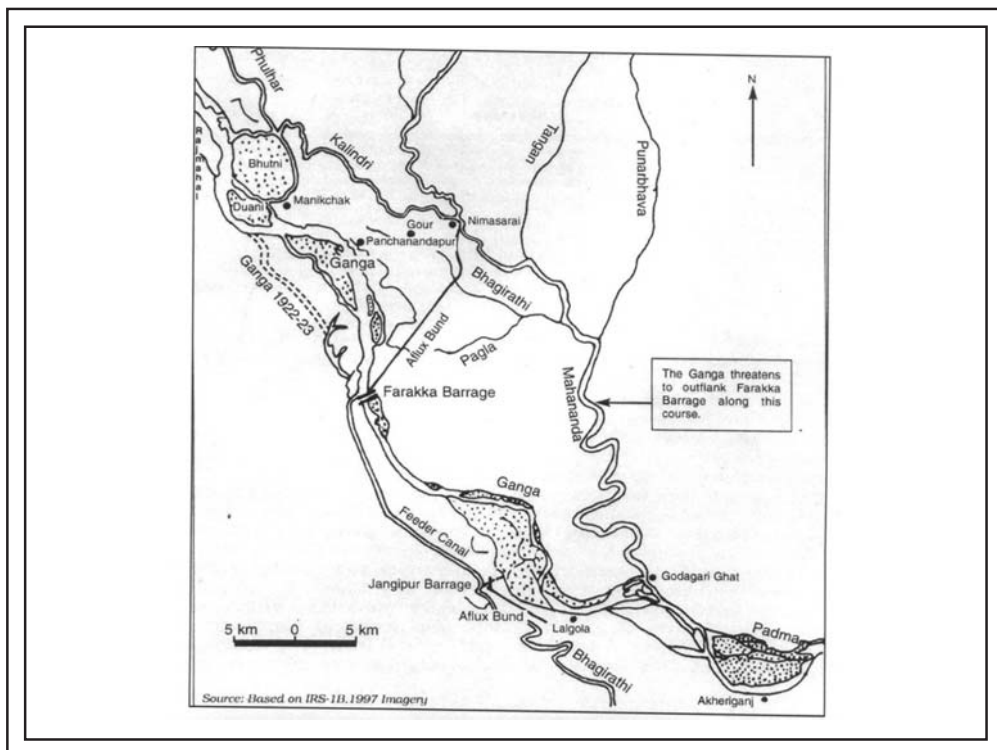 Phulhar
N
Rajmahal
Kalindri
Tangan
Punarbhava
Bhutni
Manikchak
Duani
Gour
Nimasarai
Panchanandapur
Ganga
Ganga 1922-23
Bhagirathi
Aflux Bund
Pagla
Mahananda
The Ganga threatens
to outflank Farakka
Barrage along this
course.
Farakka Barrage
Ganga
Feeder Canal
Jangipur Barrage
Godagari Ghat
Aflux Bund
Lalgola
Padma
5 km 0 5 km
Bhagirathi
Akheriganj
Source: Based on IRS-1B.1997 Imagery